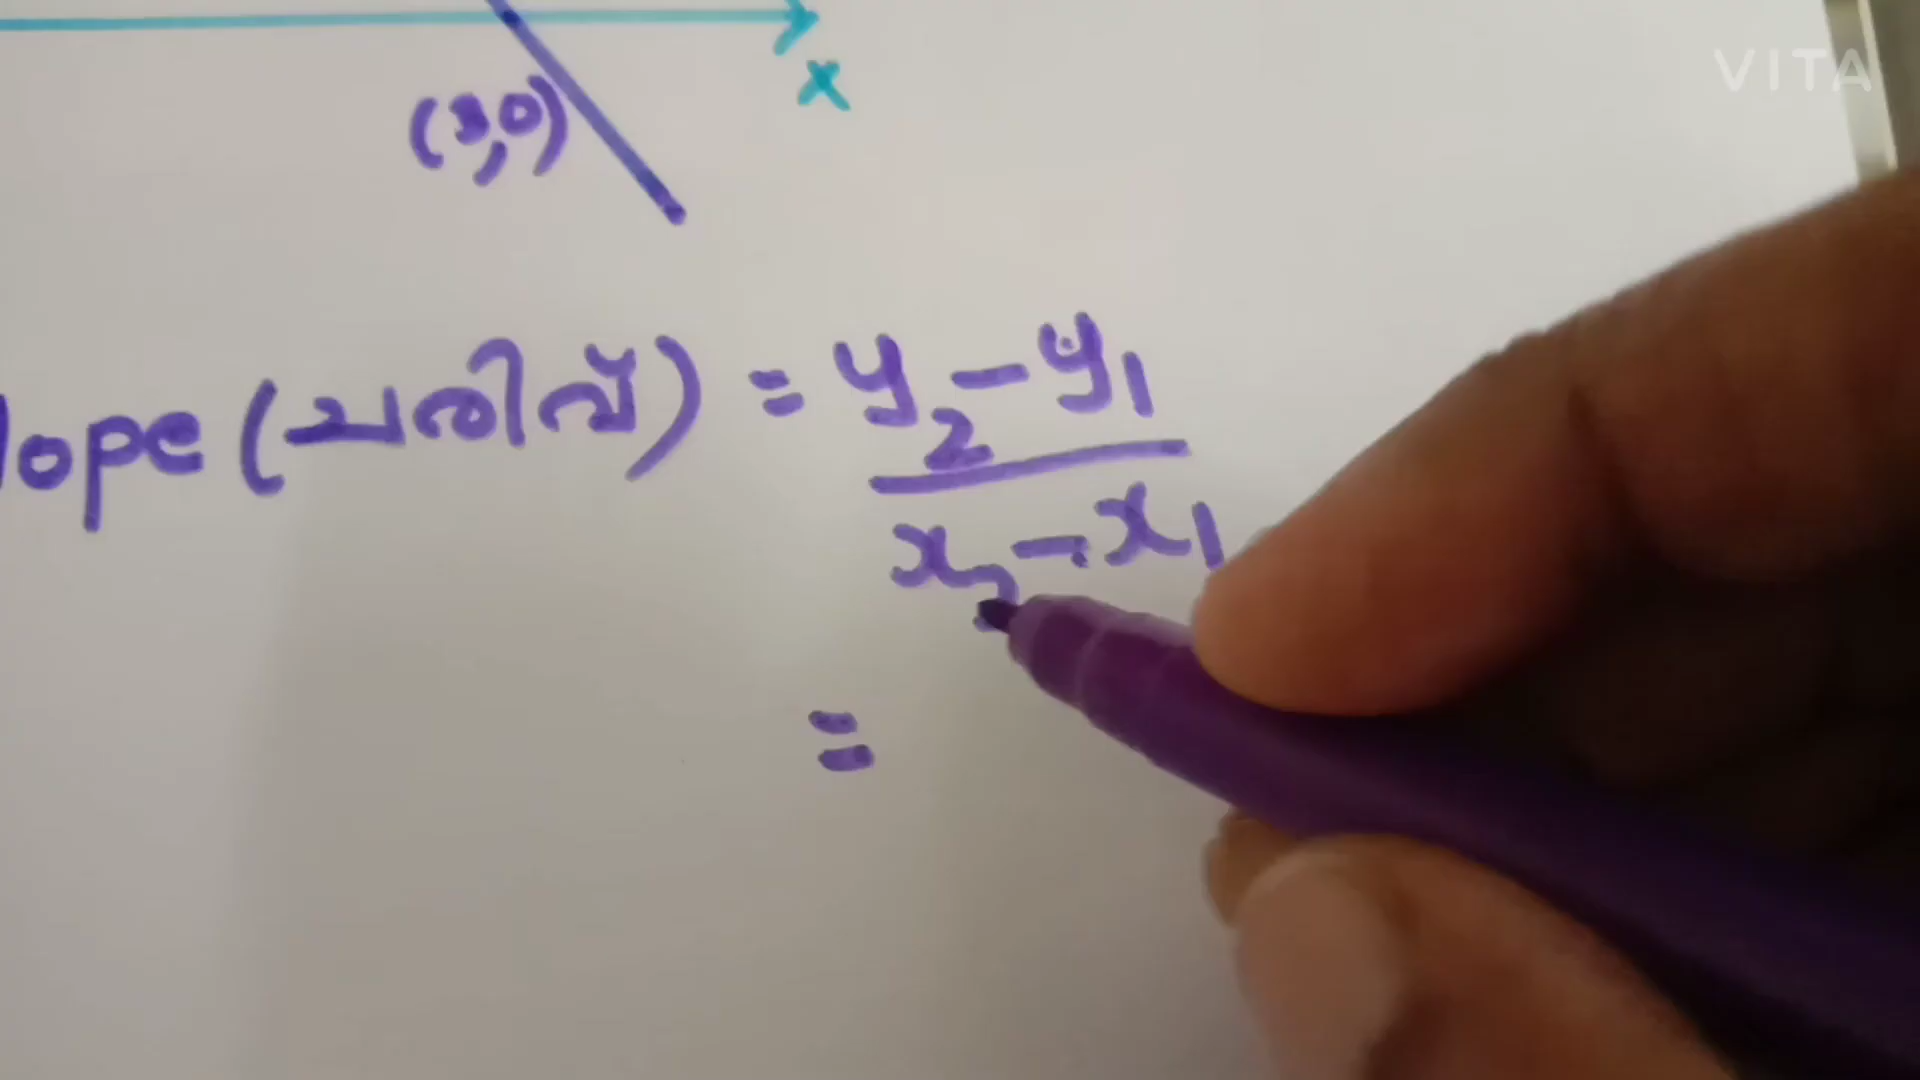 VITA
x
(3,0)
lope (ചരിവ്) = y₂ - y₁
x₂ - x₁
=